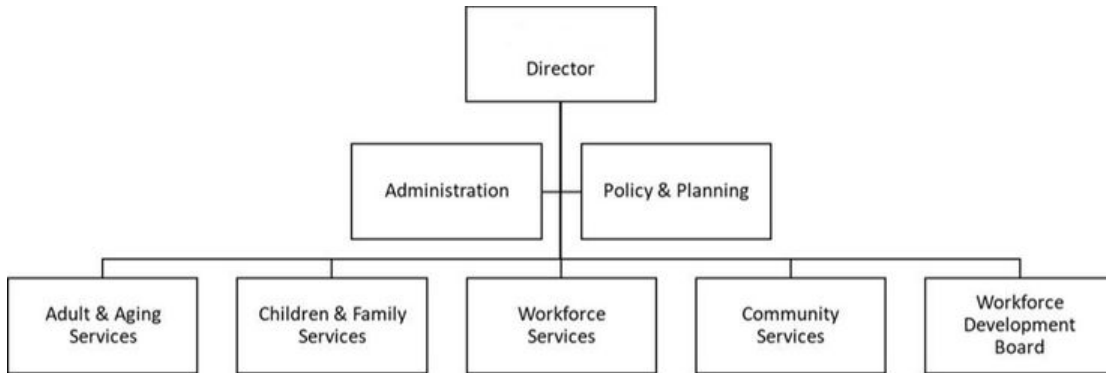 Director
Administration
Policy & Planning
Adult & Aging
Services
Children & Family
Services
Workforce
Services
Community
Services
Workforce
Development
Board